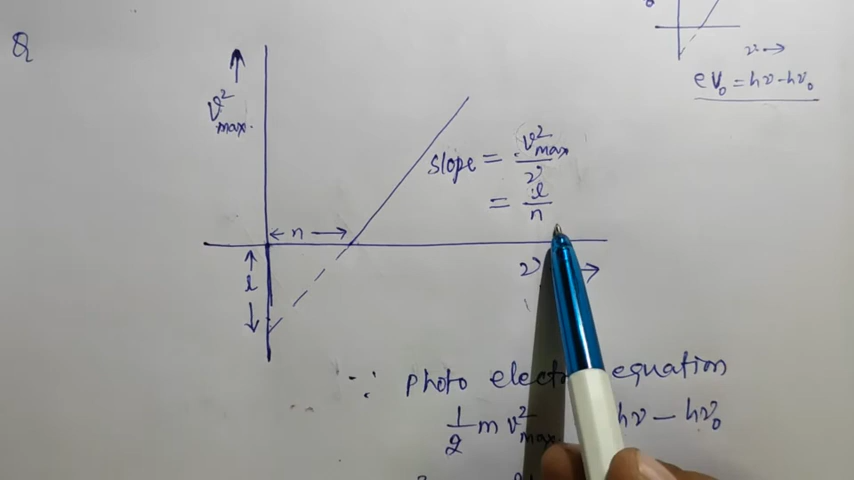 Q
ν →
eV₀ = hν - hν₀
v²max.
slope = v²max / ν
= l / n
← n →
l
ν →
∵ photo elect equation
1/2 m v²max. hν - hν₀